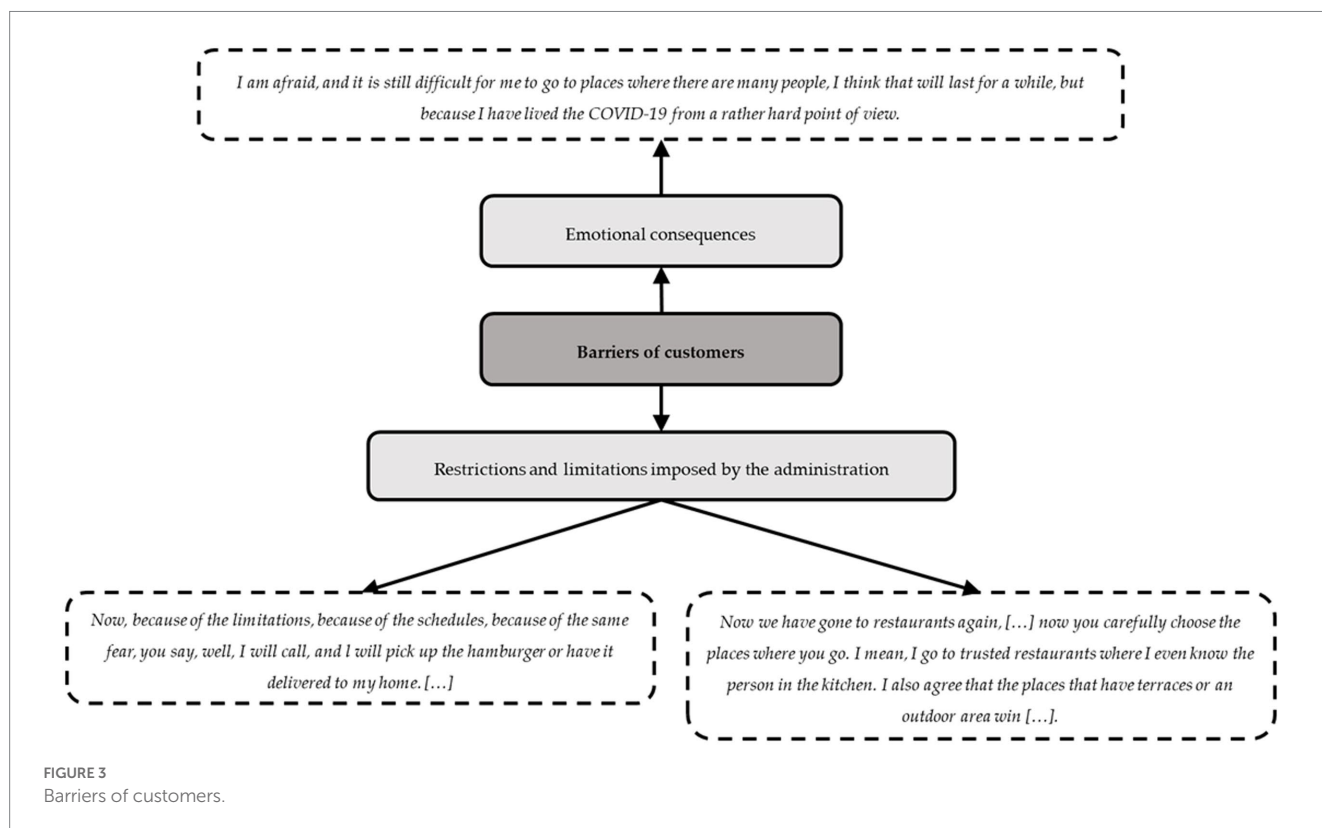 I am afraid, and it is still difficult for me to go to places where there are many people, I think that will last for a while, but
because I have lived the COVID-19 from a rather hard point of view.
Emotional consequences
Barriers of customers
Restrictions and limitations imposed by the administration
Now, because of the limitations, because of the schedules, because of the same
fear, you say, well, I will call, and I will pick up the hamburger or have it
delivered to my home. […]
Now we have gone to restaurants again, […] now you carefully choose the
places where you go. I mean, I go to trusted restaurants where I even know the
person in the kitchen. I also agree that the places that have terraces or an
outdoor area win […].
FIGURE 3
Barriers of customers.